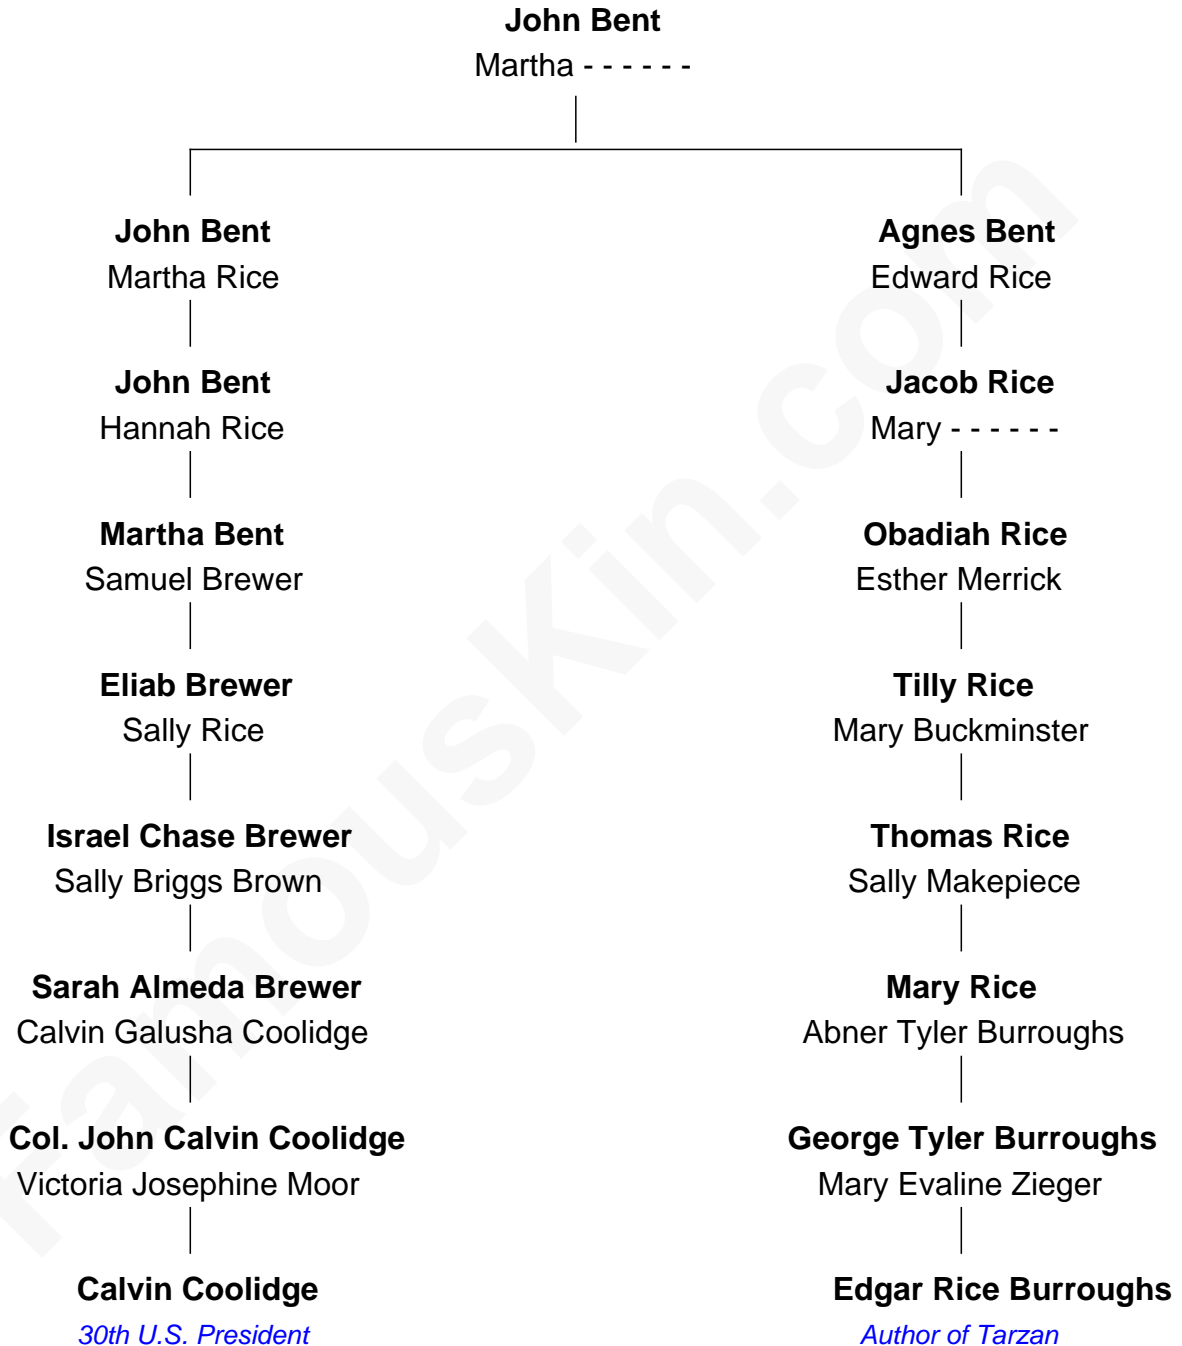 John Bent
Martha - - - - - -
John Bent
Martha Rice
Agnes Bent
Edward Rice
John Bent
Hannah Rice
Jacob Rice
Mary - - - - - -
Martha Bent
Samuel Brewer
Obadiah Rice
Esther Merrick
Eliab Brewer
Sally Rice
Tilly Rice
Mary Buckminster
Israel Chase Brewer
Sally Briggs Brown
Thomas Rice
Sally Makepiece
Sarah Almeda Brewer
Calvin Galusha Coolidge
Mary Rice
Abner Tyler Burroughs
Col. John Calvin Coolidge
Victoria Josephine Moor
George Tyler Burroughs
Mary Evaline Zieger
Calvin Coolidge
30th U.S. President
Edgar Rice Burroughs
Author of Tarzan
FamousKin.com